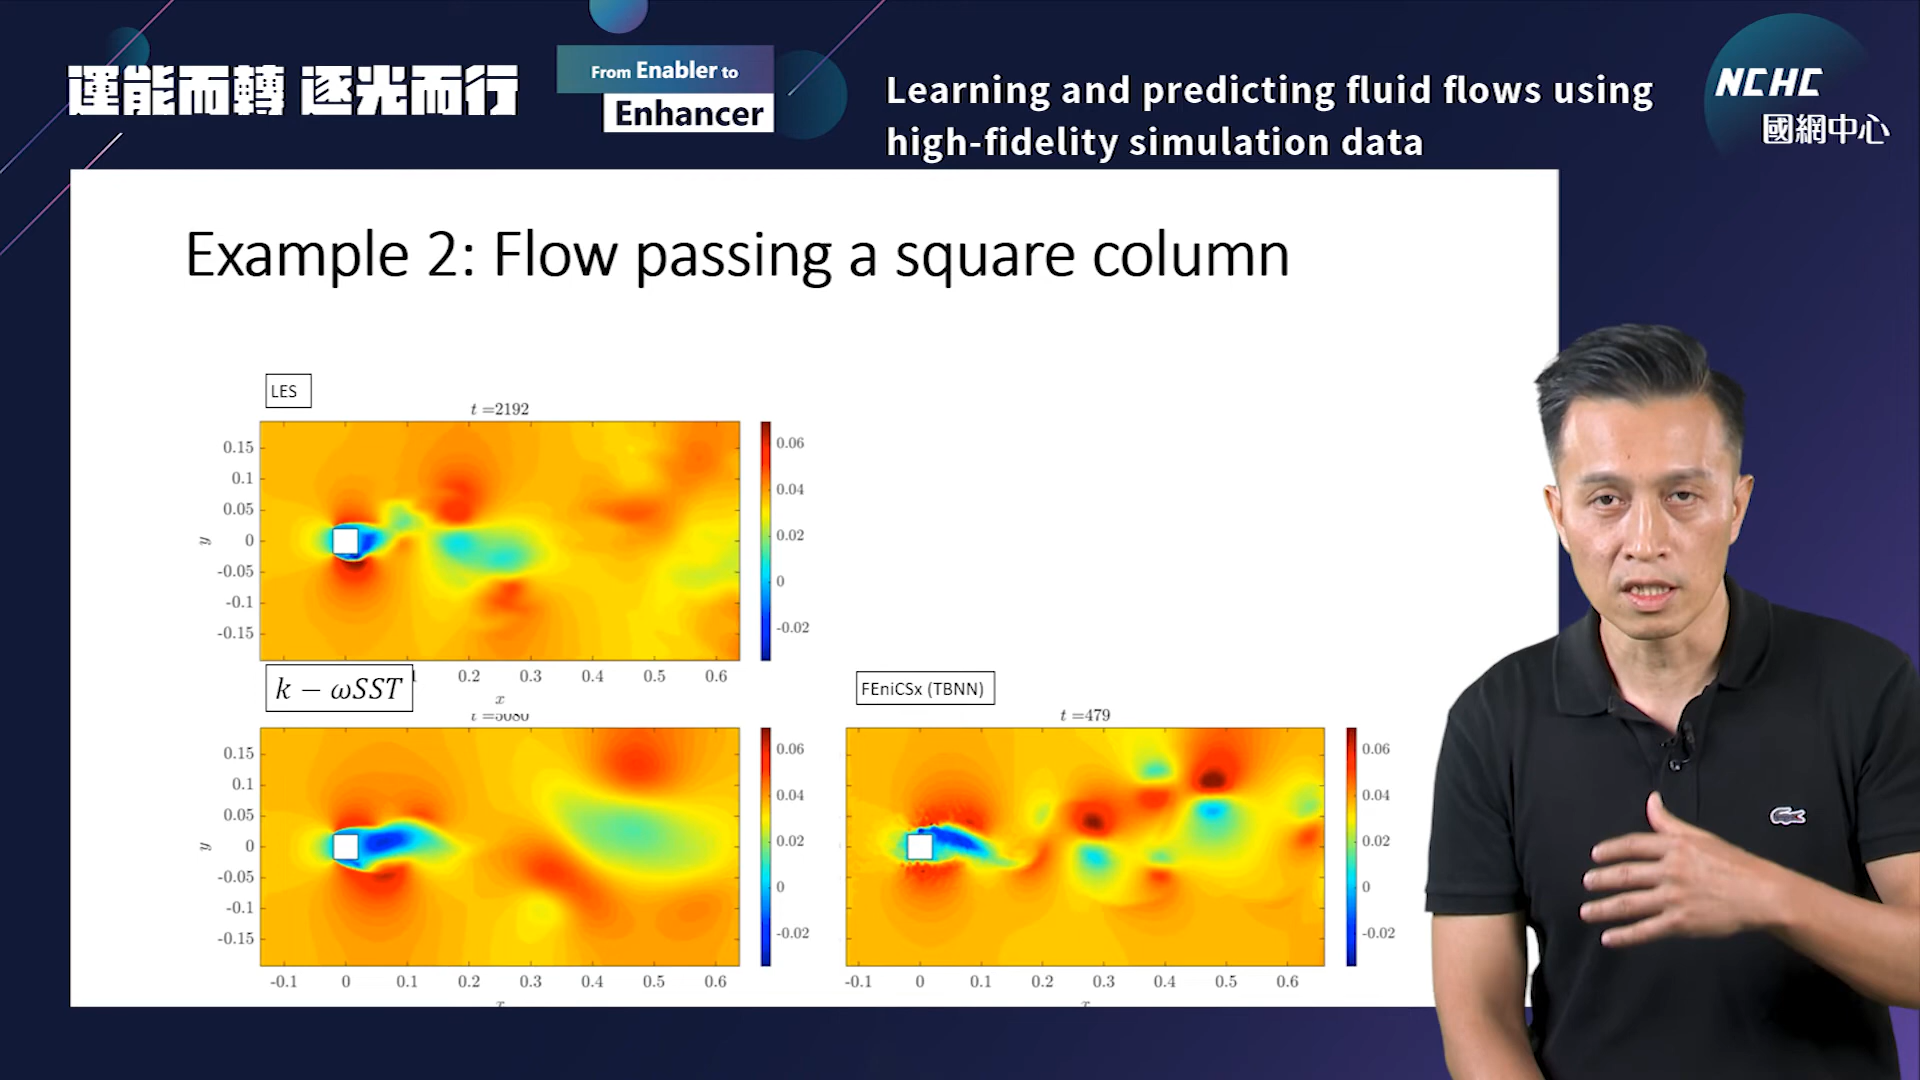 運能而轉 逐光而行
From Enabler to
Enhancer
Learning and predicting fluid flows using
high-fidelity simulation data
NCHC
國網中心
Example 2: Flow passing a square column
LES
t =2192
0.15
0.1
0.05
0
-0.05
-0.1
-0.15
y
0.06
0.04
0.02
0
-0.02
0.2 0.3 0.4 0.5 0.6
x
k − ωSST
t =5080
0.15
0.1
0.05
0
-0.05
-0.1
-0.15
y
0.06
0.04
0.02
0
-0.02
-0.1 0 0.1 0.2 0.3 0.4 0.5 0.6
x
FEniCSx (TBNN)
t =479
0.06
0.04
0.02
0
-0.02
-0.1 0 0.1 0.2 0.3 0.4 0.5 0.6
x